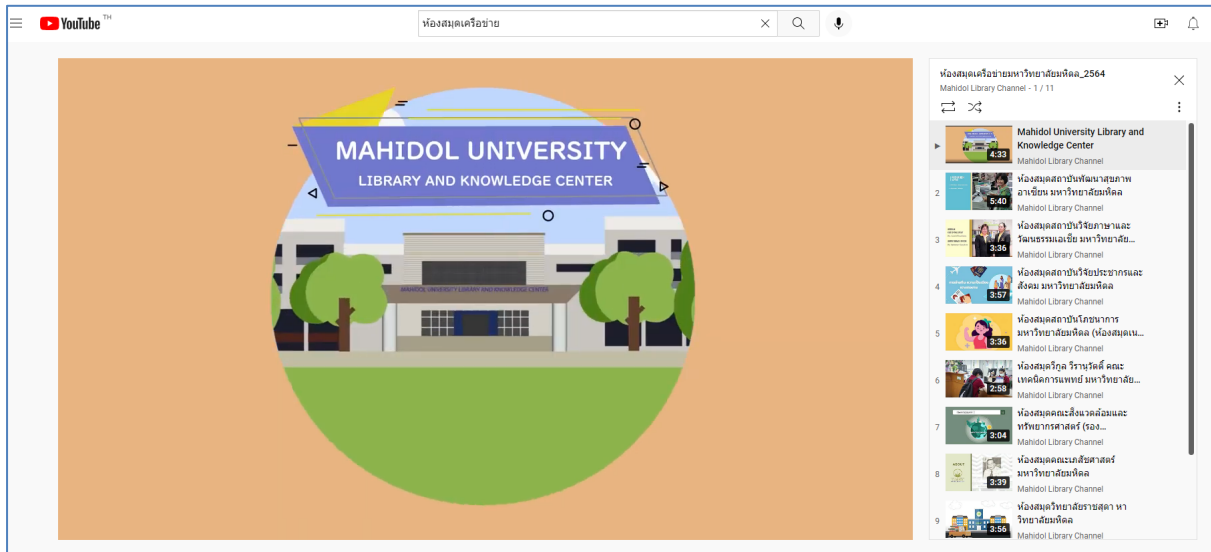 YouTube TH
ห้องสมุดเครือข่าย
MAHIDOL UNIVERSITY
LIBRARY AND KNOWLEDGE CENTER
MAHIDOL UNIVERSITY LIBRARY AND KNOWLEDGE CENTER
ห้องสมุดเครือข่ายมหาวิทยาลัยมหิดล_2564
Mahidol Library Channel - 1 / 11
4:33
Mahidol University Library and
Knowledge Center
Mahidol Library Channel
2
5:40
ห้องสมุดสถาบันพัฒนาสุขภาพ
อาเซียน มหาวิทยาลัยมหิดล
Mahidol Library Channel
3
3:36
ห้องสมุดสถาบันวิจัยภาษาและ
วัฒนธรรมเอเชีย มหาวิทยาลัย...
Mahidol Library Channel
4
3:57
ห้องสมุดสถาบันวิจัยประชากรและ
สังคม มหาวิทยาลัยมหิดล
Mahidol Library Channel
5
3:36
ห้องสมุดสถาบันโภชนาการ
มหาวิทยาลัยมหิดล (ห้องสมุดเน...
Mahidol Library Channel
6
2:58
ห้องสมุดวีกูล วีรานุวัตติ์ คณะ
เทคนิคการแพทย์ มหาวิทยาลัย...
Mahidol Library Channel
7
3:04
ห้องสมุดคณะสิ่งแวดล้อมและ
ทรัพยากรศาสตร์ (รอง...
Mahidol Library Channel
8
3:39
ห้องสมุดคณะเภสัชศาสตร์
มหาวิทยาลัยมหิดล
Mahidol Library Channel
9
3:56
ห้องสมุดวิทยาลัยราชสุดา มหา
วิทยาลัยมหิดล
Mahidol Library Channel